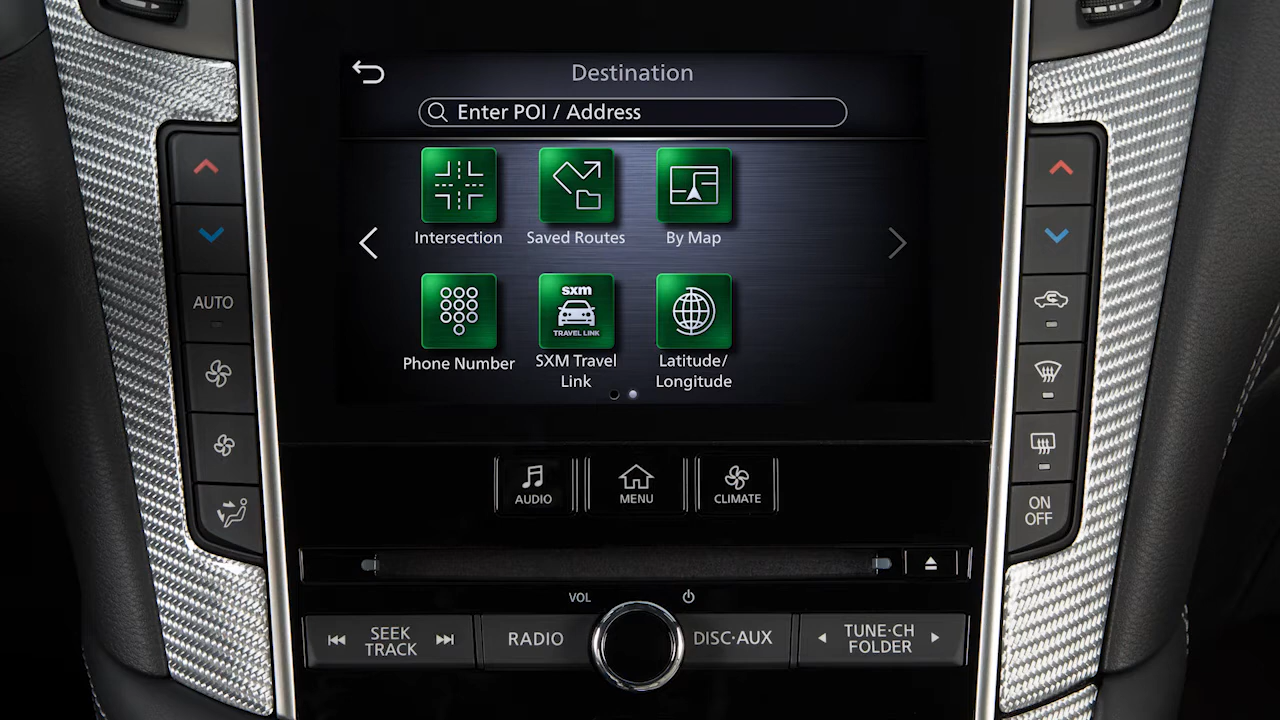 Destination
Enter POI / Address
Intersection
Saved Routes
By Map
Phone Number
sxm
TRAVEL LINK
SXM Travel
Link
Latitude/
Longitude
AUTO
ON
OFF
AUDIO
MENU
CLIMATE
VOL
SEEK
TRACK
RADIO
DISC·AUX
TUNE·CH
FOLDER